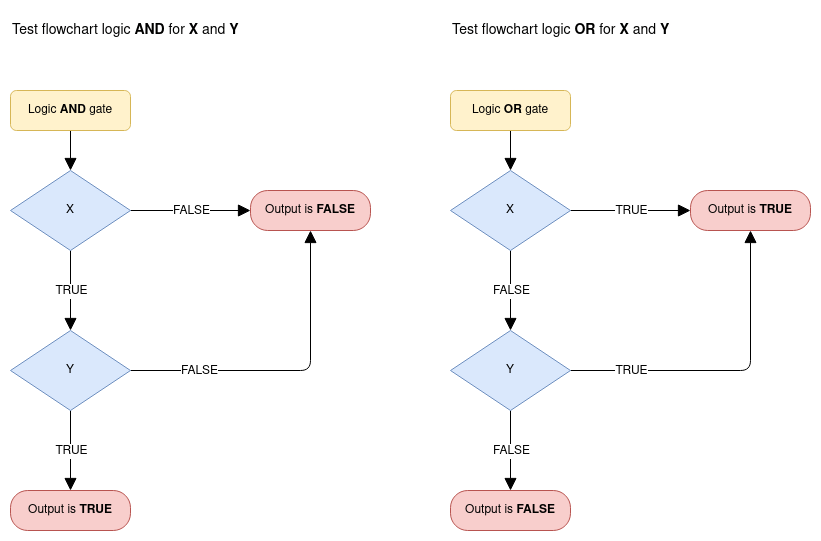 Test flowchart logic AND for X and Y
Logic AND gate
X
FALSE
Output is FALSE
TRUE
Y
FALSE
TRUE
Output is TRUE
Test flowchart logic OR for X and Y
Logic OR gate
X
TRUE
Output is TRUE
FALSE
Y
TRUE
FALSE
Output is FALSE